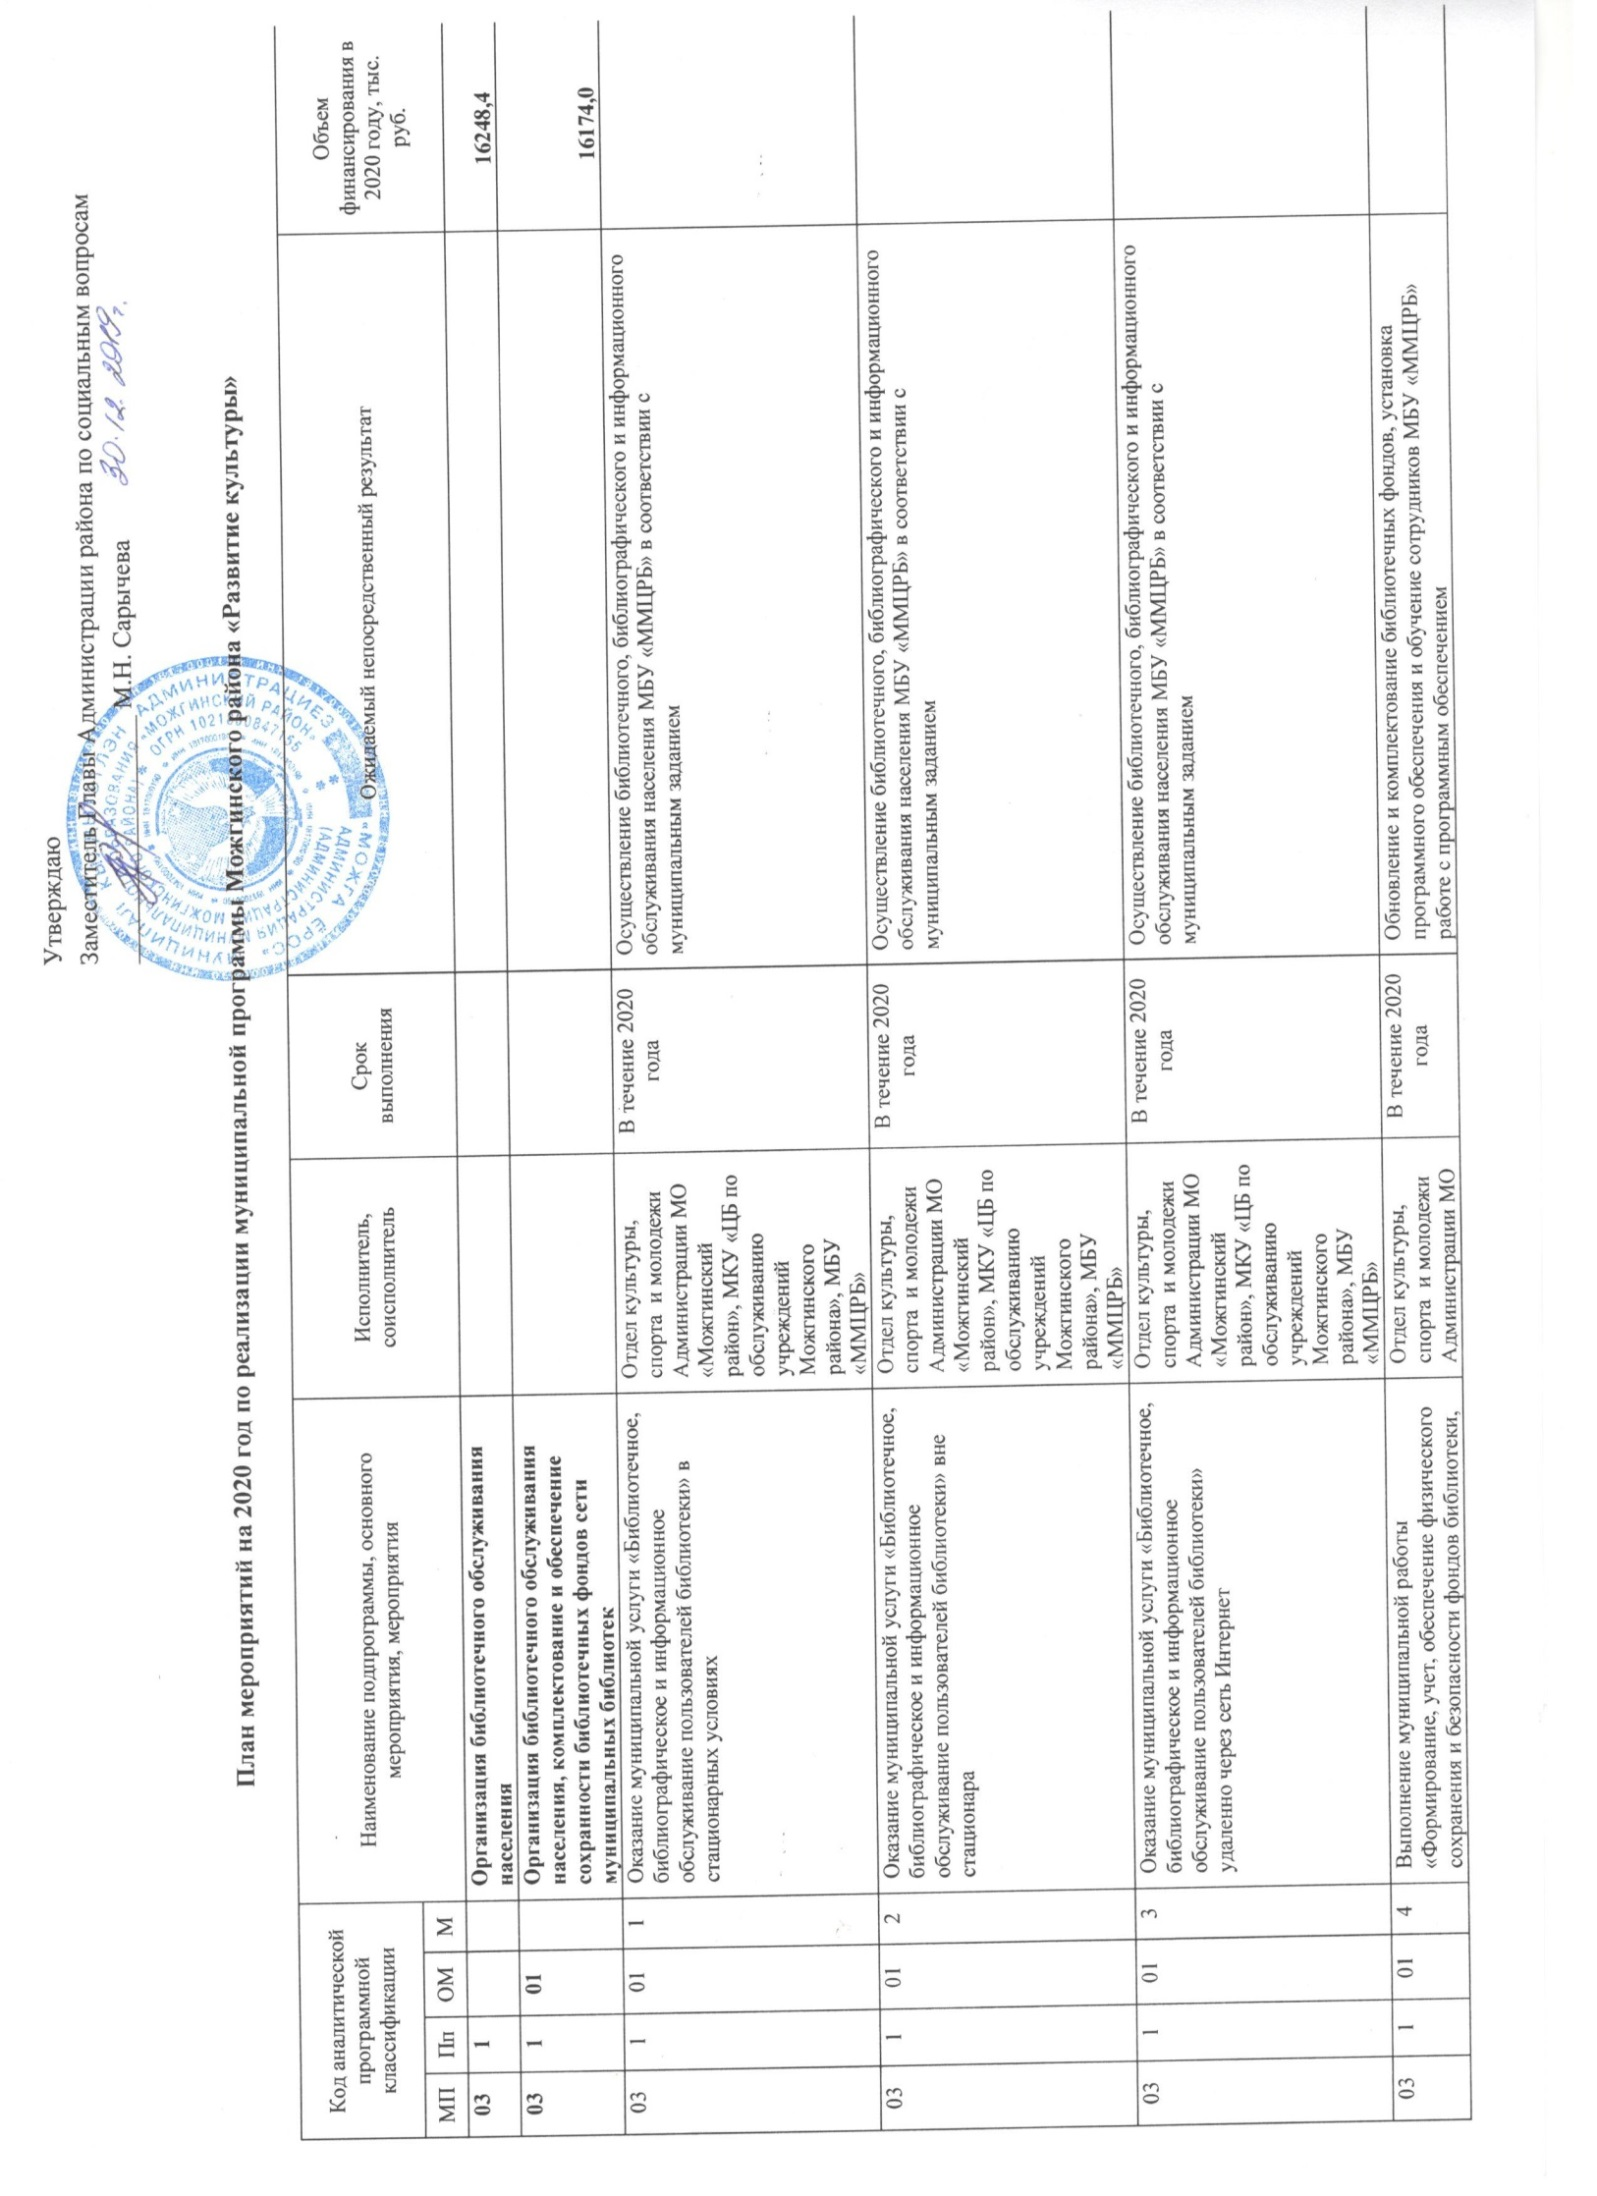 Утверждаю
Заместитель Главы Администрации района по социальным вопросам
М.Н. Сарычева 30.12.2019г.
План мероприятий на 2020 год по реализации муниципальной программы Можгинского района «Развитие культуры»
Код аналитической
программной
классификации
Наименование подпрограммы, основного
мероприятия, мероприятия
Исполнитель,
соисполнитель
Срок
выполнения
Ожидаемый непосредственный результат
Объем
финансирования в
2020 году, тыс.
руб.
МП Пп ОМ М
03 1
Организация библиотечного обслуживания
населения
16248,4
03 1 01
Организация библиотечного обслуживания
населения, комплектование и обеспечение
сохранности библиотечных фондов сети
муниципальных библиотек
16174,0
03 1 01 1
Оказание муниципальной услуги «Библиотечное,
библиографическое и информационное
обслуживание пользователей библиотеки» в
стационарных условиях
Отдел культуры,
спорта и молодежи
Администрации МО
«Можгинский
район», МКУ «ЦБ по
обслуживанию
учреждений
Можгинского
района», МБУ
«ММЦРБ»
В течение 2020
года
Осуществление библиотечного, библиографического и информационного
обслуживания населения МБУ «ММЦРБ» в соответствии с
муниципальным заданием
03 1 01 2
Оказание муниципальной услуги «Библиотечное,
библиографическое и информационное
обслуживание пользователей библиотеки» вне
стационара
Отдел культуры,
спорта и молодежи
Администрации МО
«Можгинский
район», МКУ «ЦБ по
обслуживанию
учреждений
Можгинского
района», МБУ
«ММЦРБ»
В течение 2020
года
Осуществление библиотечного, библиографического и информационного
обслуживания населения МБУ «ММЦРБ» в соответствии с
муниципальным заданием
03 1 01 3
Оказание муниципальной услуги «Библиотечное,
библиографическое и информационное
обслуживание пользователей библиотеки»
удаленно через сеть Интернет
Отдел культуры,
спорта и молодежи
Администрации МО
«Можгинский
район», МКУ «ЦБ по
обслуживанию
учреждений
Можгинского
района», МБУ
«ММЦРБ»
В течение 2020
года
Осуществление библиотечного, библиографического и информационного
обслуживания населения МБУ «ММЦРБ» в соответствии с
муниципальным заданием
03 1 01 4
Выполнение муниципальной работы
«Формирование, учет, обеспечение физического
сохранения и безопасности фондов библиотеки,
Отдел культуры,
спорта и молодежи
Администрации МО
В течение 2020
года
Обновление и комплектование библиотечных фондов, установка
программного обеспечения и обучение сотрудников МБУ «ММЦРБ»
работе с программным обеспечением